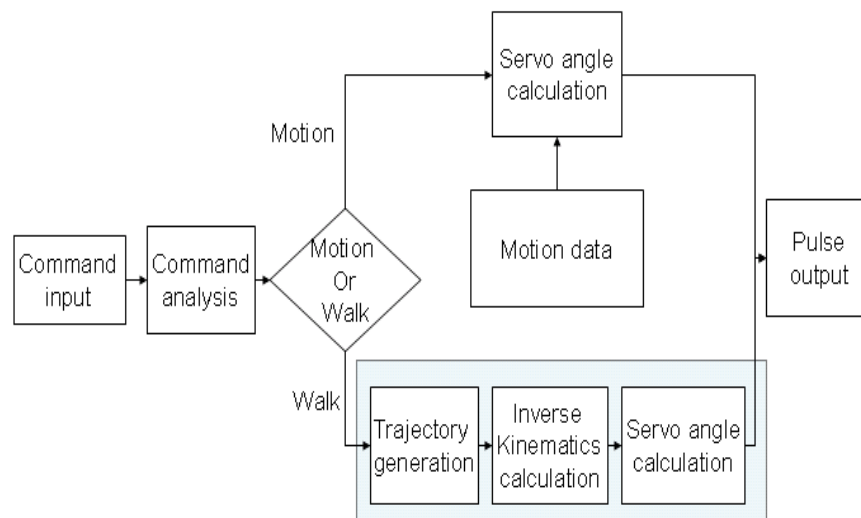 Command
input
Command
analysis
Motion
Or
Walk
Motion
Servo angle
calculation
Motion data
Walk
Trajectory
generation
Inverse
Kinematics
calculation
Servo angle
calculation
Pulse
output